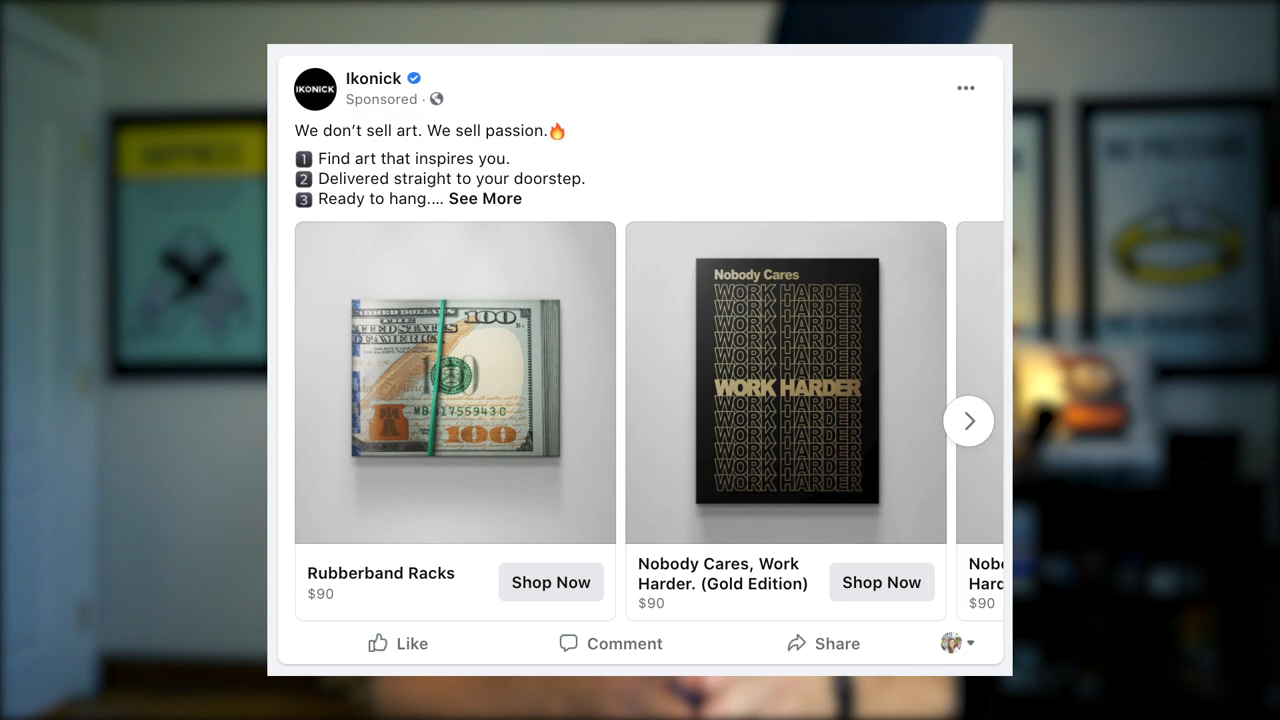 IKONICK
Ikonick
Sponsored ·
We don’t sell art. We sell passion.🔥
1️⃣ Find art that inspires you.
2️⃣ Delivered straight to your doorstep.
3️⃣ Ready to hang.... See More
100
100
MB 1755943 C
100
Nobody Cares
WORK HARDER
WORK HARDER
WORK HARDER
WORK HARDER
WORK HARDER
WORK HARDER
WORK HARDER
WORK HARDER
WORK HARDER
WORK HARDER
WORK HARDER
WORK HARDER
WORK HARDER
Rubberband Racks
$90
Shop Now
Nobody Cares, Work
Harder. (Gold Edition)
$90
Shop Now
Nobe
Hard
$90
Like
Comment
Share